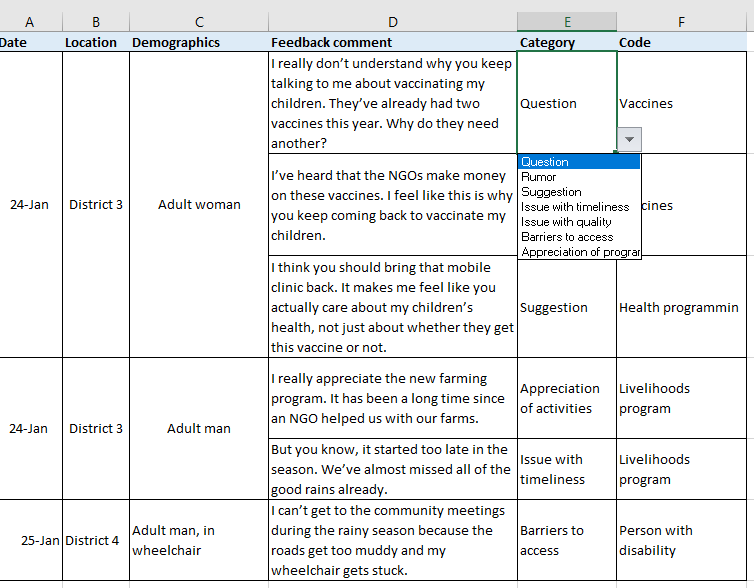 A B C D E F
Date Location Demographics Feedback comment Category Code
24-Jan District 3 Adult woman
I really don’t understand why you keep
talking to me about vaccinating my
children. They’ve already had two
vaccines this year. Why do they need
another?
Question
Vaccines
Question
Rumor
Suggestion
Issue with timeliness
Issue with quality
Barriers to access
Appreciation of prograr
I’ve heard that the NGOs make money
on these vaccines. I feel like this is why
you keep coming back to vaccinate my
children.
cines
I think you should bring that mobile
clinic back. It makes me feel like you
actually care about my children’s
health, not just about whether they get
this vaccine or not.
Suggestion
Health programmin
24-Jan District 3 Adult man
I really appreciate the new farming
program. It has been a long time since
an NGO helped us with our farms.
Appreciation
of activities
Livelihoods
program
But you know, it started too late in the
season. We’ve almost missed all of the
good rains already.
Issue with
timeliness
Livelihoods
program
25-Jan District 4
Adult man, in
wheelchair
I can’t get to the community meetings
during the rainy season because the
roads get too muddy and my
wheelchair gets stuck.
Barriers to
access
Person with
disability